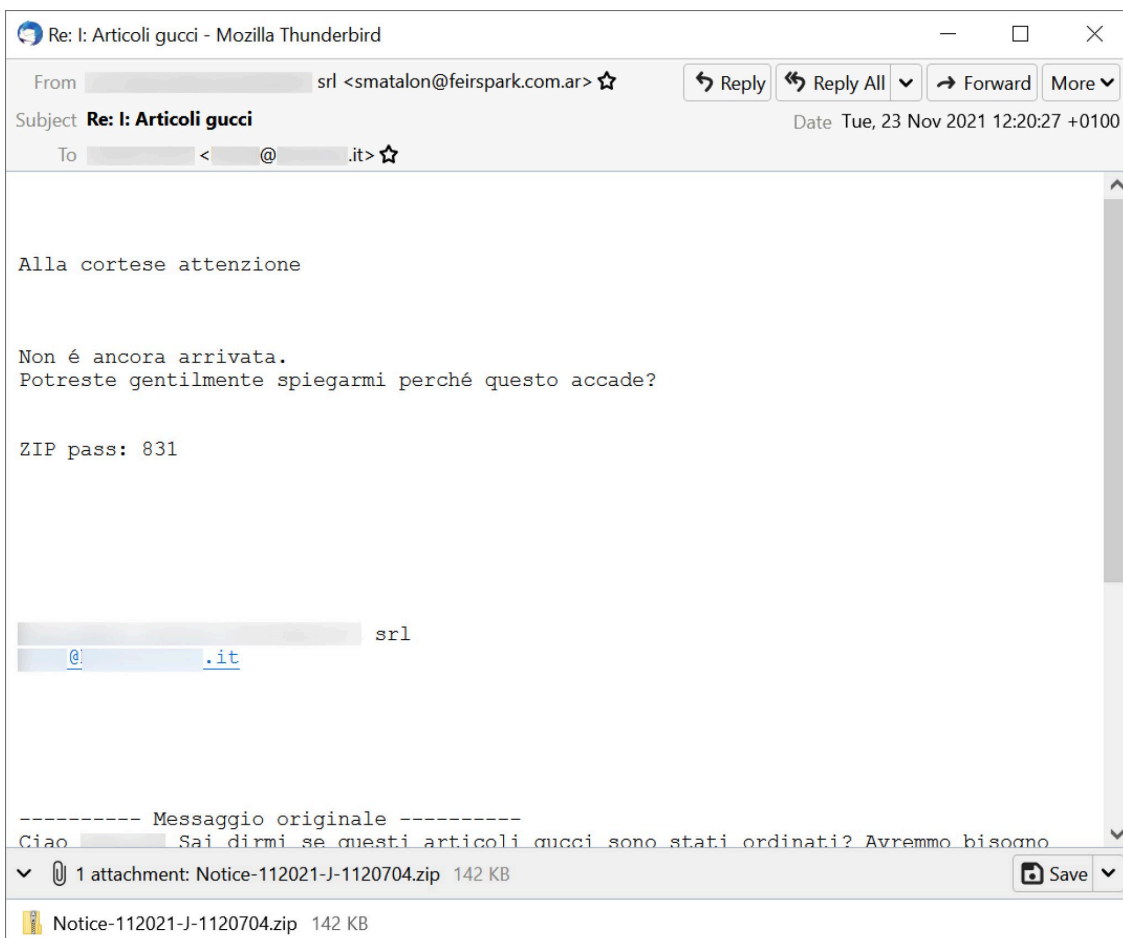 Re: I: Articoli gucci - Mozilla Thunderbird
From srl <smatalon@feirspark.com.ar> Reply Reply All Forward More
Subject Re: I: Articoli gucci Date Tue, 23 Nov 2021 12:20:27 +0100
To < @ .it>
Alla cortese attenzione
Non é ancora arrivata.
Potreste gentilmente spiegarmi perché questo accade?
ZIP pass: 831
srl
@ .it
---------- Messaggio originale ----------
Ciao Sai dirmi se questi articoli gucci sono stati ordinati? Avremmo bisogno
1 attachment: Notice-112021-J-1120704.zip 142 KB Save
Notice-112021-J-1120704.zip 142 KB